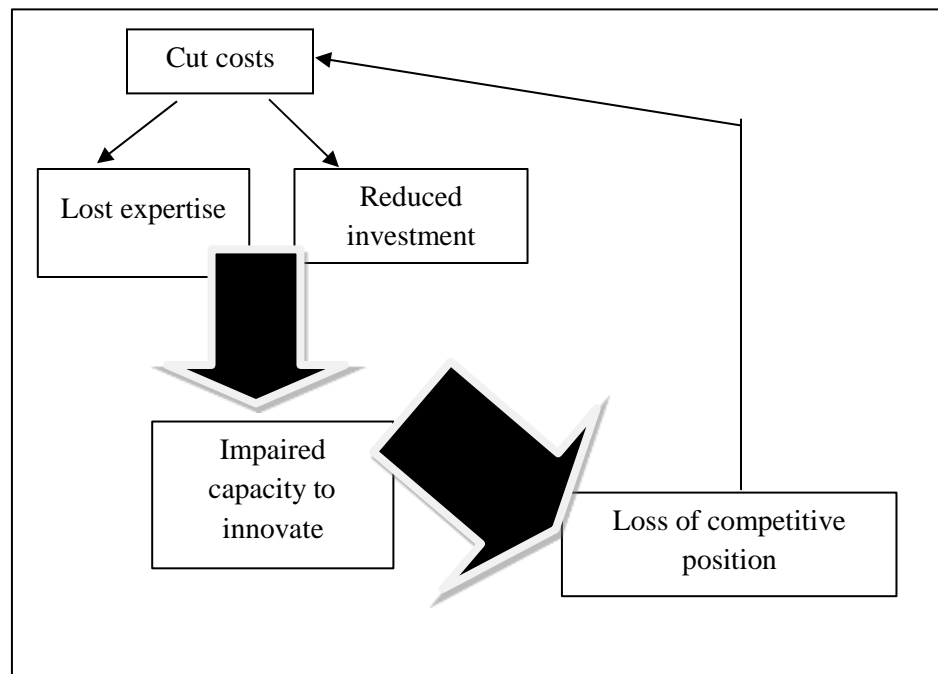 Cut costs
Lost expertise
Reduced
investment
Impaired
capacity to
innovate
Loss of competitive
position